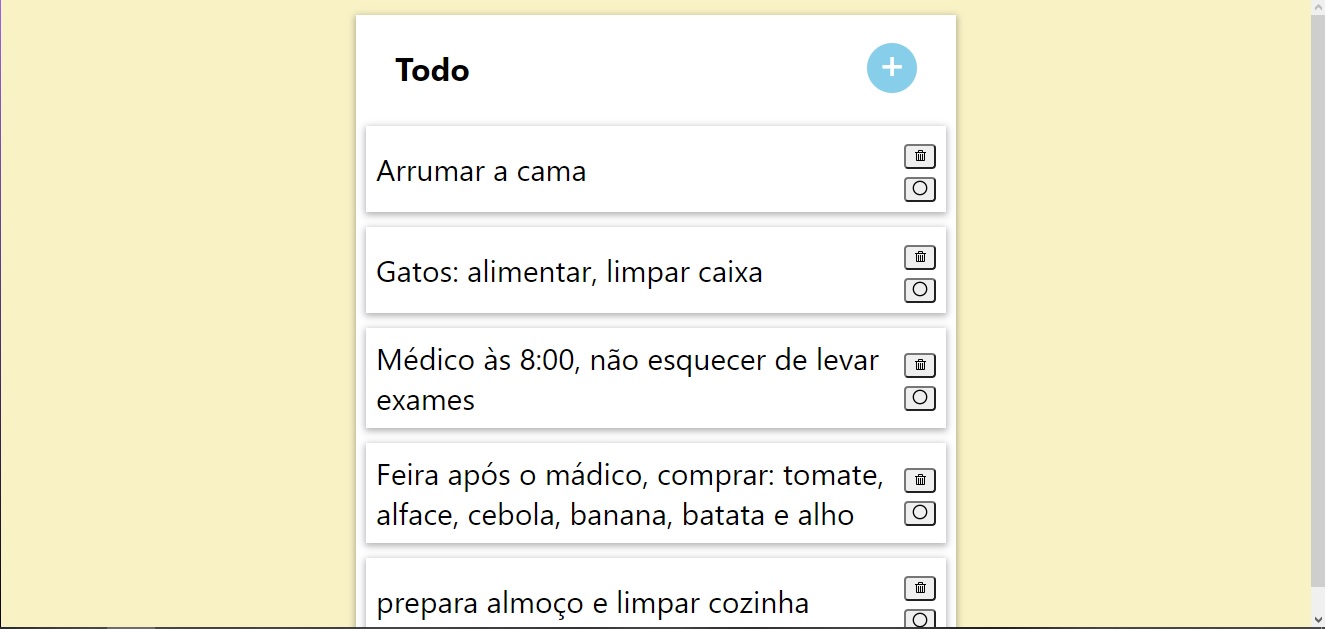 Todo
Arrumar a cama
Gatos: alimentar, limpar caixa
Médico às 8:00, não esquecer de levar
exames
Feira após o mádico, comprar: tomate,
alface, cebola, banana, batata e alho
prepara almoço e limpar cozinha